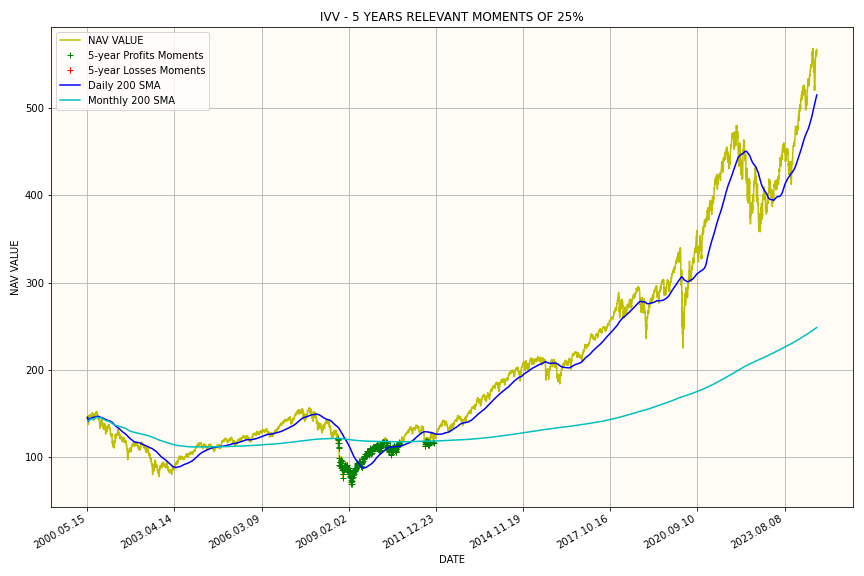 IVV - 5 YEARS RELEVANT MOMENTS OF 25%
NAV VALUE
5-year Profits Moments
5-year Losses Moments
Daily 200 SMA
Monthly 200 SMA
500
400
300
200
100
NAV VALUE
2000.05.15
2003.04.14
2006.03.09
2009.02.02
2011.12.23
2014.11.19
2017.10.16
2020.09.10
2023.08.08
DATE